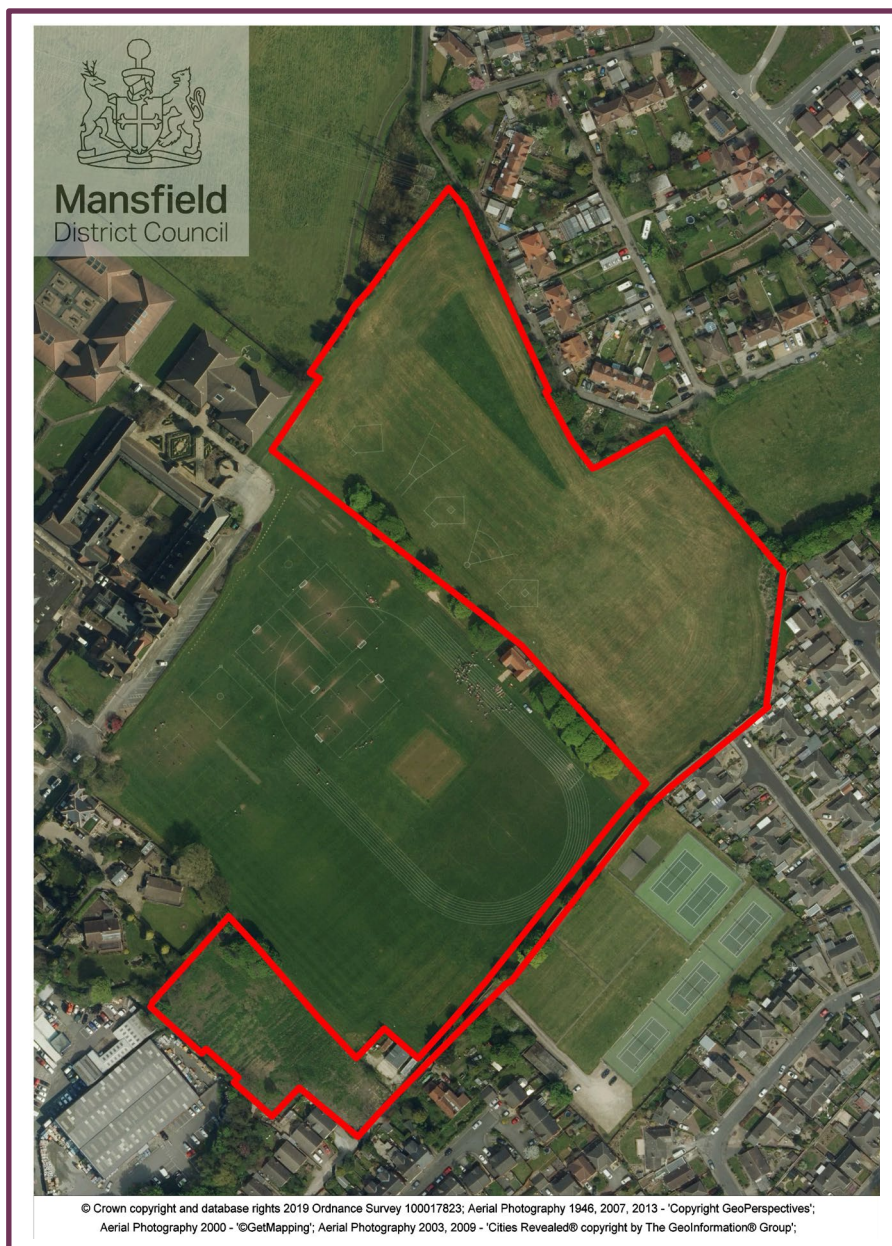 Mansfield
District Council
© Crown copyright and database rights 2019 Ordnance Survey 100017823; Aerial Photography 1946, 2007, 2013 - 'Copyright GeoPerspectives';
Aerial Photography 2000 - '©GetMapping'; Aerial Photography 2003, 2009 - 'Cities Revealed® copyright by The GeoInformation® Group';